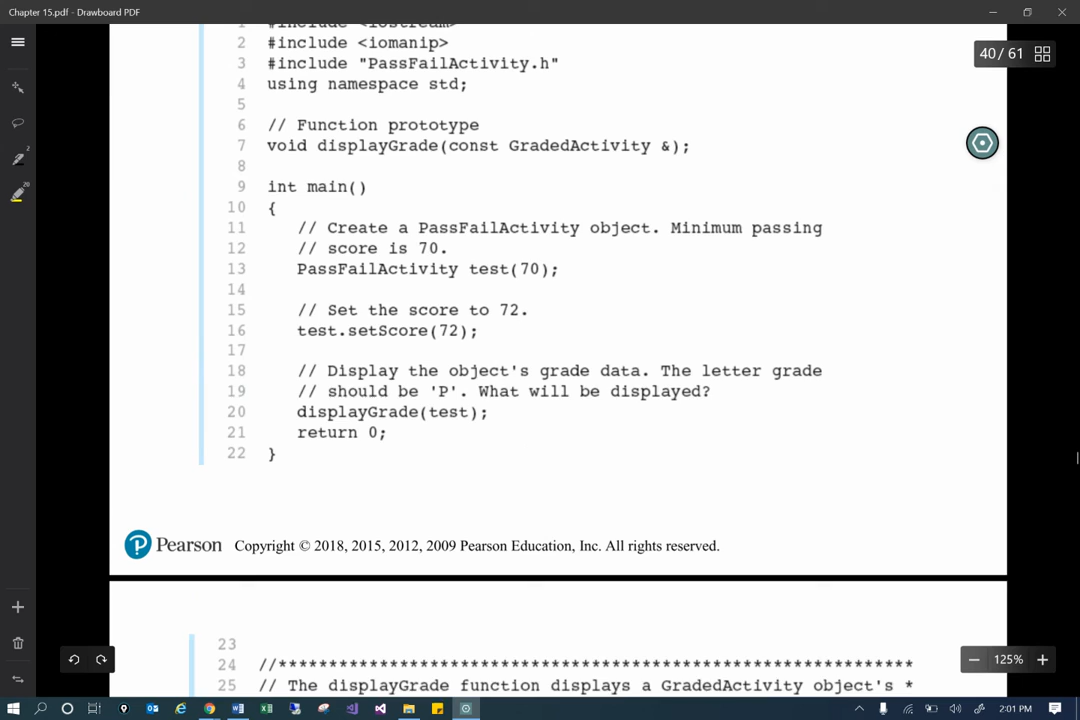 Chapter 15.pdf - Drawboard PDF
40 / 61
1 #include <iostream>
2 #include <iomanip>
3 #include "PassFailActivity.h"
4 using namespace std;
5
6 // Function prototype
7 void displayGrade(const GradedActivity &);
8
9 int main()
10 {
11 // Create a PassFailActivity object. Minimum passing
12 // score is 70.
13 PassFailActivity test(70);
14
15 // Set the score to 72.
16 test.setScore(72);
17
18 // Display the object's grade data. The letter grade
19 // should be 'P'. What will be displayed?
20 displayGrade(test);
21 return 0;
22 }
Pearson Copyright © 2018, 2015, 2012, 2009 Pearson Education, Inc. All rights reserved.
23
24 //***************************************************************
25 // The displayGrade function displays a GradedActivity object's *
125%
2:01 PM
2
20